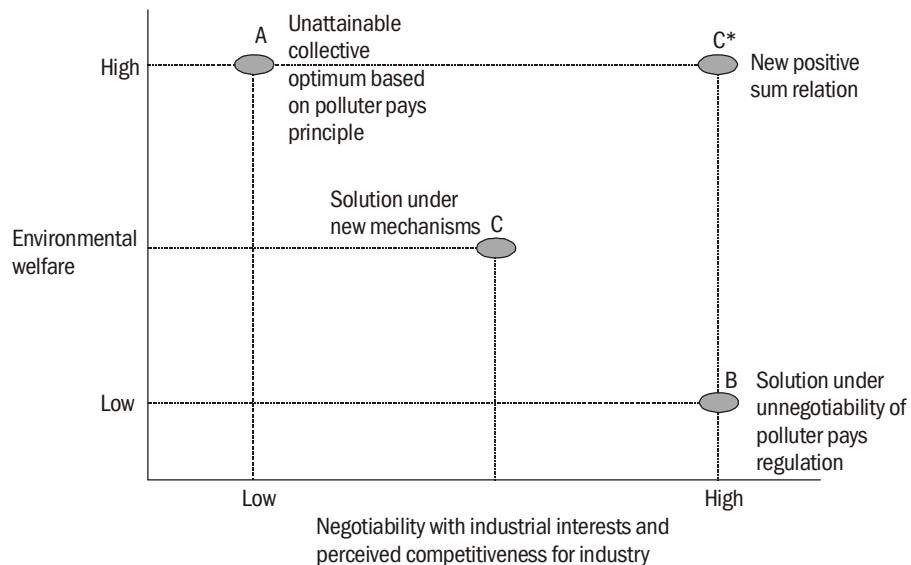 A
Unattainable
collective
optimum based
on polluter pays
principle
C*
New positive
sum relation
High
Solution under
new mechanisms
C
Environmental
welfare
Low
B
Solution under
unnegotiability of
polluter pays
regulation
Low
High
Negotiability with industrial interests and
perceived competitiveness for industry